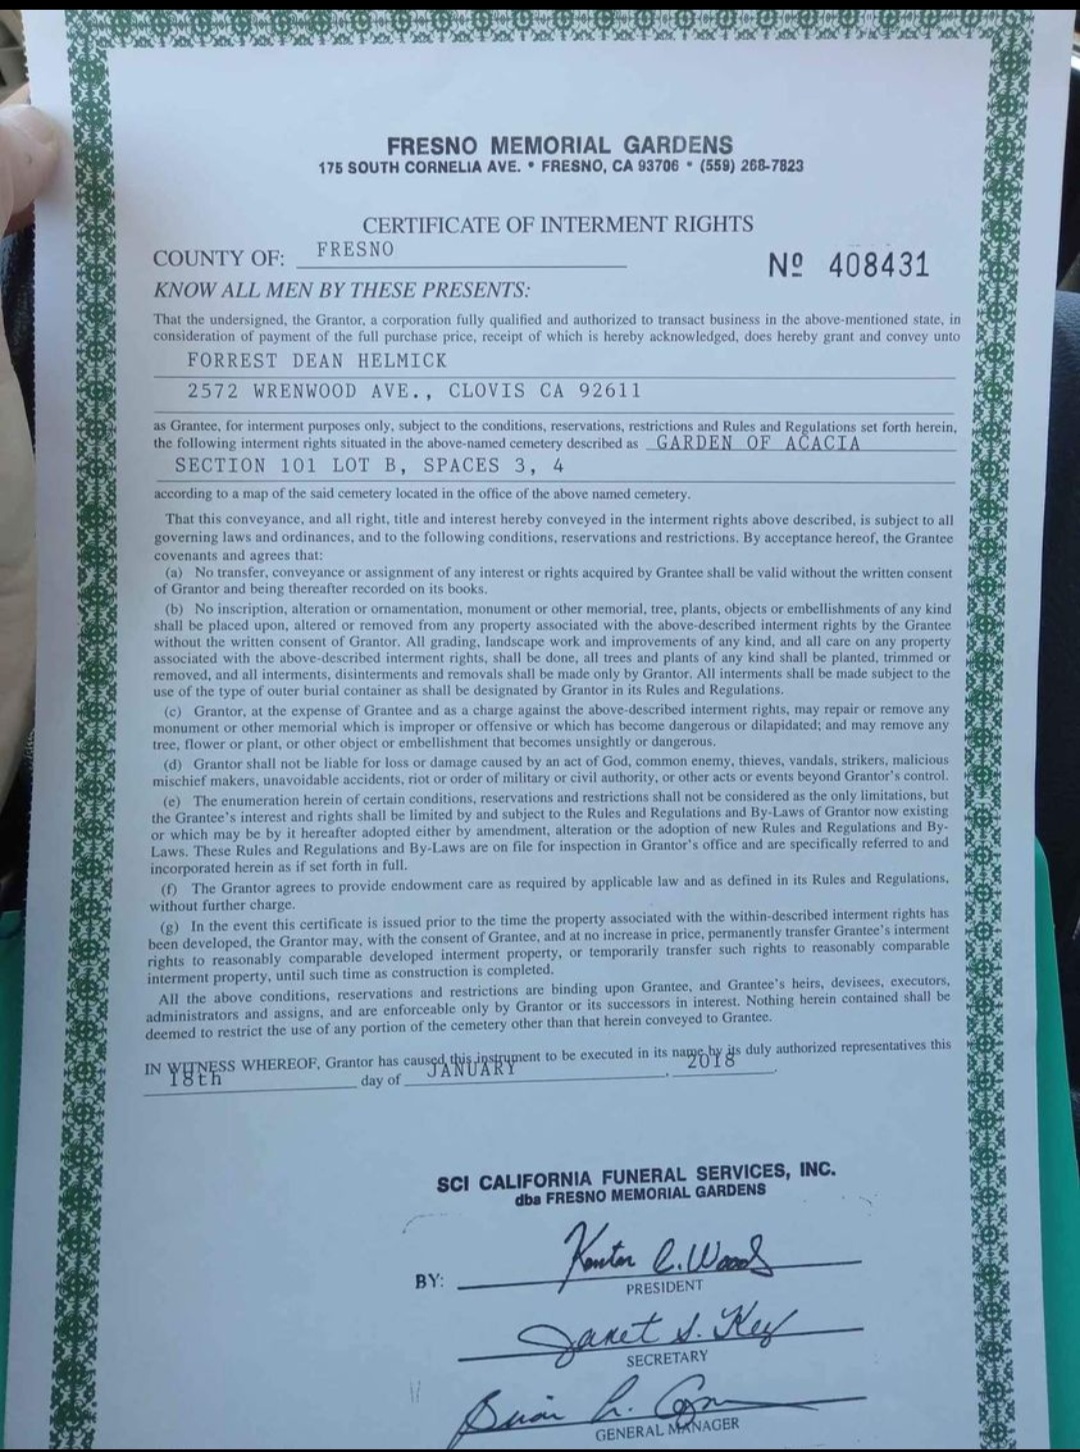 FRESNO MEMORIAL GARDENS
175 SOUTH CORNELIA AVE. • FRESNO, CA 93706 • (559) 268-7823
CERTIFICATE OF INTERMENT RIGHTS
COUNTY OF: FRESNO
Nº 408431
KNOW ALL MEN BY THESE PRESENTS:
That the undersigned, the Grantor, a corporation fully qualified and authorized to transact business in the above-mentioned state, in
consideration of payment of the full purchase price, receipt of which is hereby acknowledged, does hereby grant and convey unto
FORREST DEAN HELMICK
2572 WRENWOOD AVE., CLOVIS CA 92611
as Grantee, for interment purposes only, subject to the conditions, reservations, restrictions and Rules and Regulations set forth herein,
the following interment rights situated in the above-named cemetery described as GARDEN OF ACACIA
SECTION 101 LOT B, SPACES 3, 4
according to a map of the said cemetery located in the office of the above named cemetery.
That this conveyance, and all right, title and interest hereby conveyed in the interment rights above described, is subject to all
governing laws and ordinances, and to the following conditions, reservations and restrictions. By acceptance hereof, the Grantee
covenants and agrees that:
(a) No transfer, conveyance or assignment of any interest or rights acquired by Grantee shall be valid without the written consent
of Grantor and being thereafter recorded on its books.
(b) No inscription, alteration or ornamentation, monument or other memorial, tree, plants, objects or embellishments of any kind
shall be placed upon, altered or removed from any property associated with the above-described interment rights by the Grantee
without the written consent of Grantor. All grading, landscape work and improvements of any kind, and all care on any property
associated with the above-described interment rights, shall be done, all trees and plants of any kind shall be planted, trimmed or
removed, and all interments, disinterments and removals shall be made only by Grantor. All interments shall be made subject to the
use of the type of outer burial container as shall be designated by Grantor in its Rules and Regulations.
(c) Grantor, at the expense of Grantee and as a charge against the above-described interment rights, may repair or remove any
monument or other memorial which is improper or offensive or which has become dangerous or dilapidated; and may remove any
tree, flower or plant, or other object or embellishment that becomes unsightly or dangerous.
(d) Grantor shall not be liable for loss or damage caused by an act of God, common enemy, thieves, vandals, strikers, malicious
mischief makers, unavoidable accidents, riot or order of military or civil authority, or other acts or events beyond Grantor's control.
(e) The enumeration herein of certain conditions, reservations and restrictions shall not be considered as the only limitations, but
the Grantee's interest and rights shall be limited by and subject to the Rules and Regulations and By-Laws of Grantor now existing
or which may be by it hereafter adopted either by amendment, alteration or the adoption of new Rules and Regulations and By-
Laws. These Rules and Regulations and By-Laws are on file for inspection in Grantor's office and are specifically referred to and
incorporated herein as if set forth in full.
(f) The Grantor agrees to provide endowment care as required by applicable law and as defined in its Rules and Regulations,
without further charge.
(g) In the event this certificate is issued prior to the time the property associated with the within-described interment rights has
been developed, the Grantor may, with the consent of Grantee, and at no increase in price, permanently transfer Grantee's interment
rights to reasonably comparable developed interment property, or temporarily transfer such rights to reasonably comparable
interment property, until such time as construction is completed.
All the above conditions, reservations and restrictions are binding upon Grantee, and Grantee's heirs, devisees, executors,
administrators and assigns, and are enforceable only by Grantor or its successors in interest. Nothing herein contained shall be
deemed to restrict the use of any portion of the cemetery other than that herein conveyed to Grantee.
IN WITNESS WHEREOF, Grantor has caused this instrument to be executed in its name by its duly authorized representatives this
18th day of JANUARY, 2018.
SCI CALIFORNIA FUNERAL SERVICES, INC.
dba FRESNO MEMORIAL GARDENS
BY: C. Woods
PRESIDENT
Janet S. Key
SECRETARY
GENERAL MANAGER